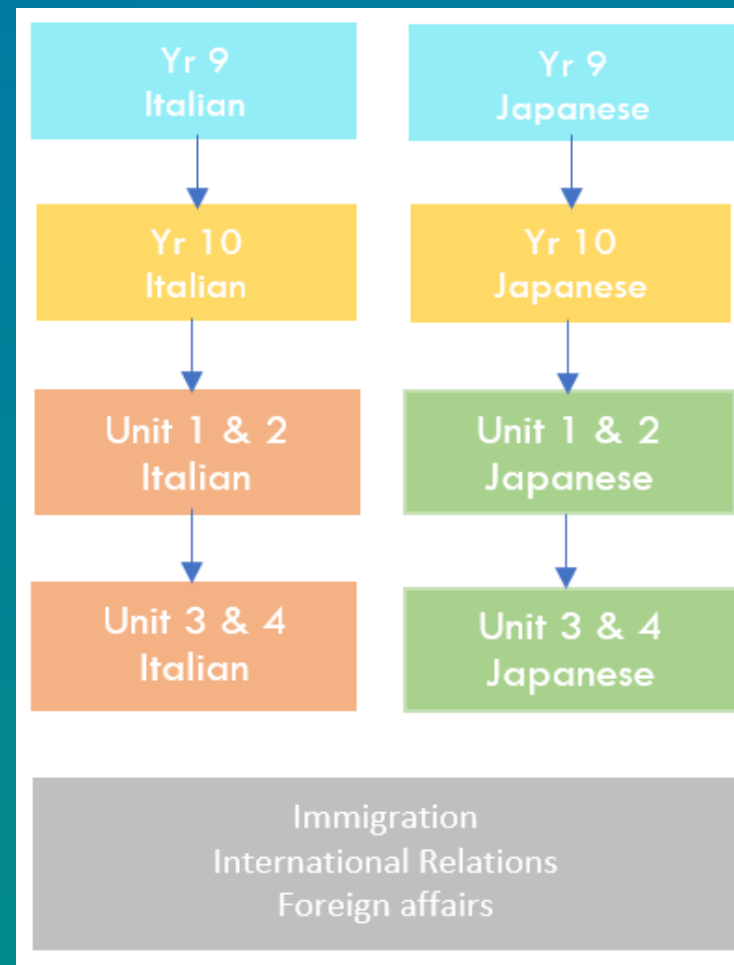 Yr 9
Italian
Yr 9
Japanese
Yr 10
Italian
Yr 10
Japanese
Unit 1 & 2
Italian
Unit 1 & 2
Japanese
Unit 3 & 4
Italian
Unit 3 & 4
Japanese
Immigration
International Relations
Foreign affairs